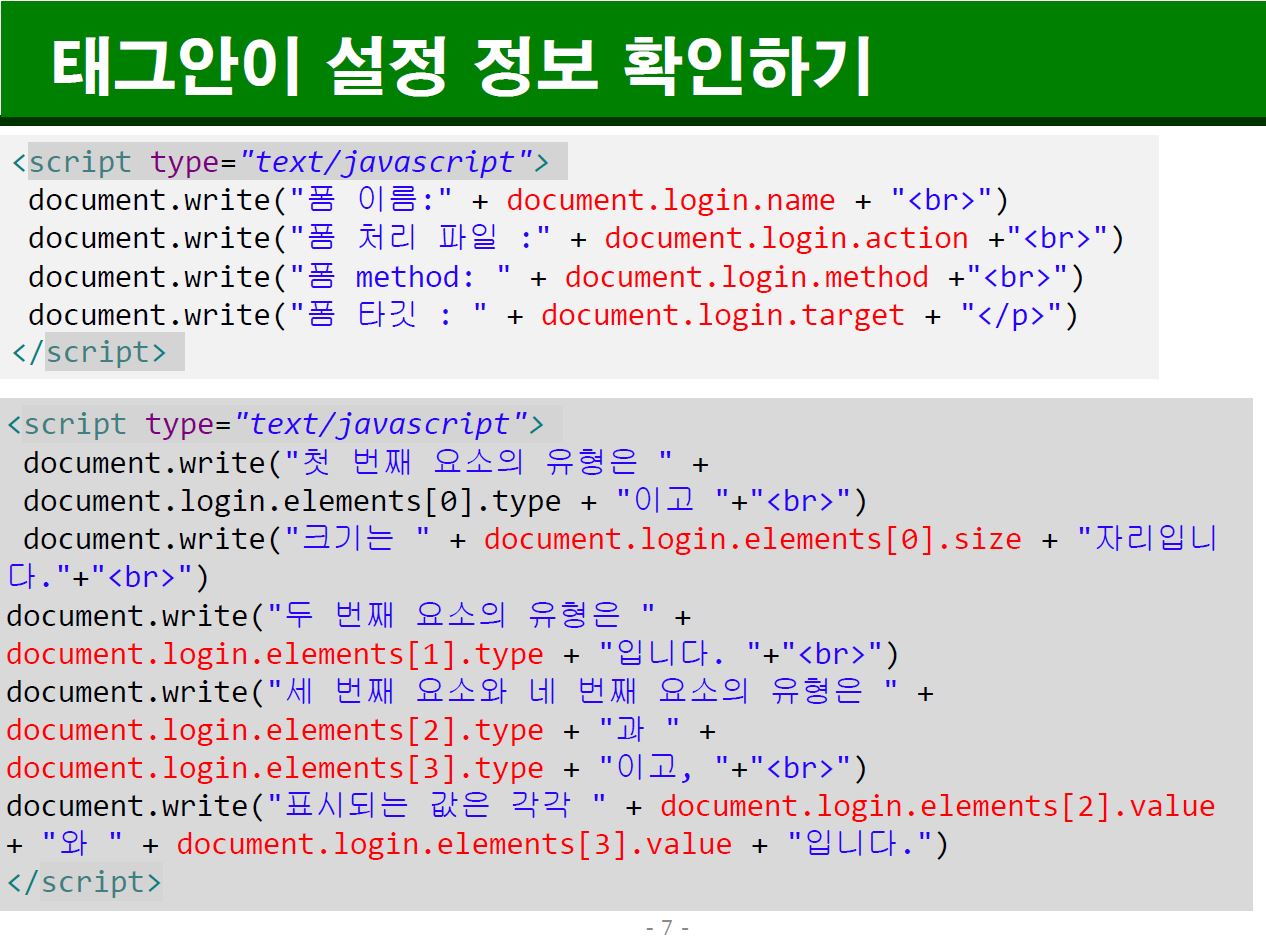 태그안이 설정 정보 확인하기
<script type="text/javascript">
document.write("폼 이름:" + document.login.name + "<br>")
document.write("폼 처리 파일 :" + document.login.action +"<br>")
document.write("폼 method: " + document.login.method +"<br>")
document.write("폼 타깃 : " + document.login.target + "</p>")
</script>
<script type="text/javascript">
document.write("첫 번째 요소의 유형은 " +
document.login.elements[0].type + "이고 "+"<br>")
document.write("크기는 " + document.login.elements[0].size + "자리입니
다."+"<br>")
document.write("두 번째 요소의 유형은 " +
document.login.elements[1].type + "입니다. "+"<br>")
document.write("세 번째 요소와 네 번째 요소의 유형은 " +
document.login.elements[2].type + "과 " +
document.login.elements[3].type + "이고, "+"<br>")
document.write("표시되는 값은 각각 " + document.login.elements[2].value
+ "와 " + document.login.elements[3].value + "입니다.")
</script>
- 7 -